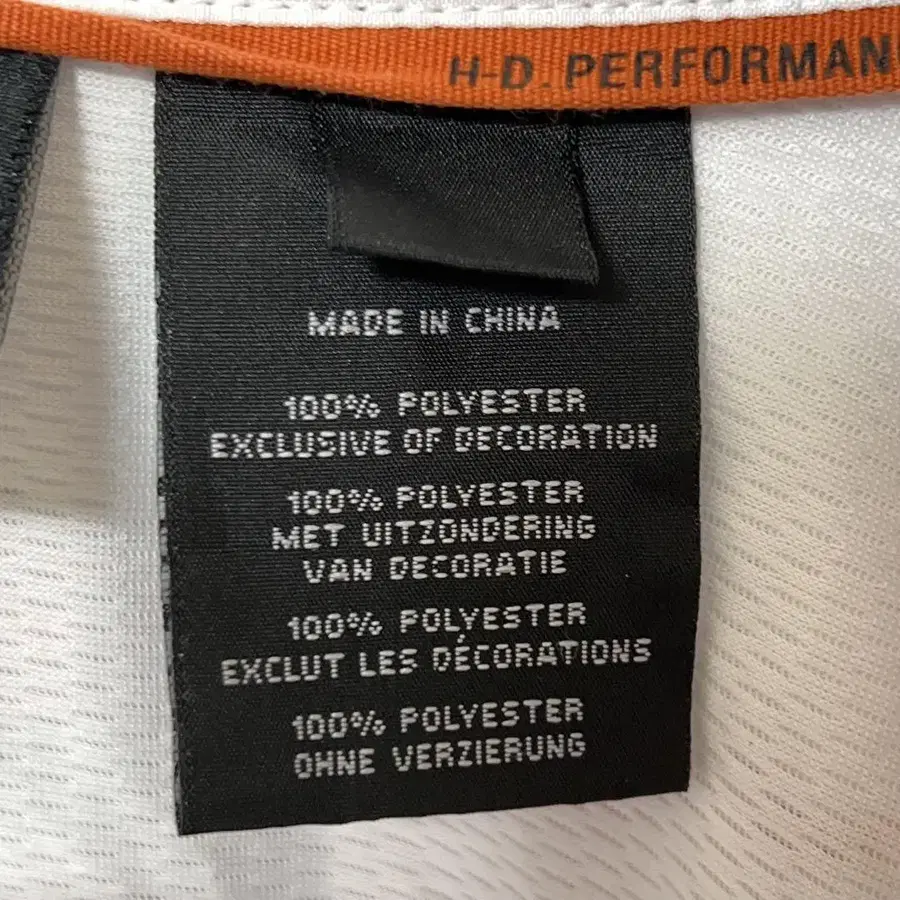 H-D. PERFORMAN
MADE IN CHINA
100% POLYESTER
EXCLUSIVE OF DECORATION
100% POLYESTER
MET UITZONDERING
VAN DECORATIE
100% POLYESTER
EXCLUT LES DÉCORATIONS
100% POLYESTER
OHNE VERZIERUNG